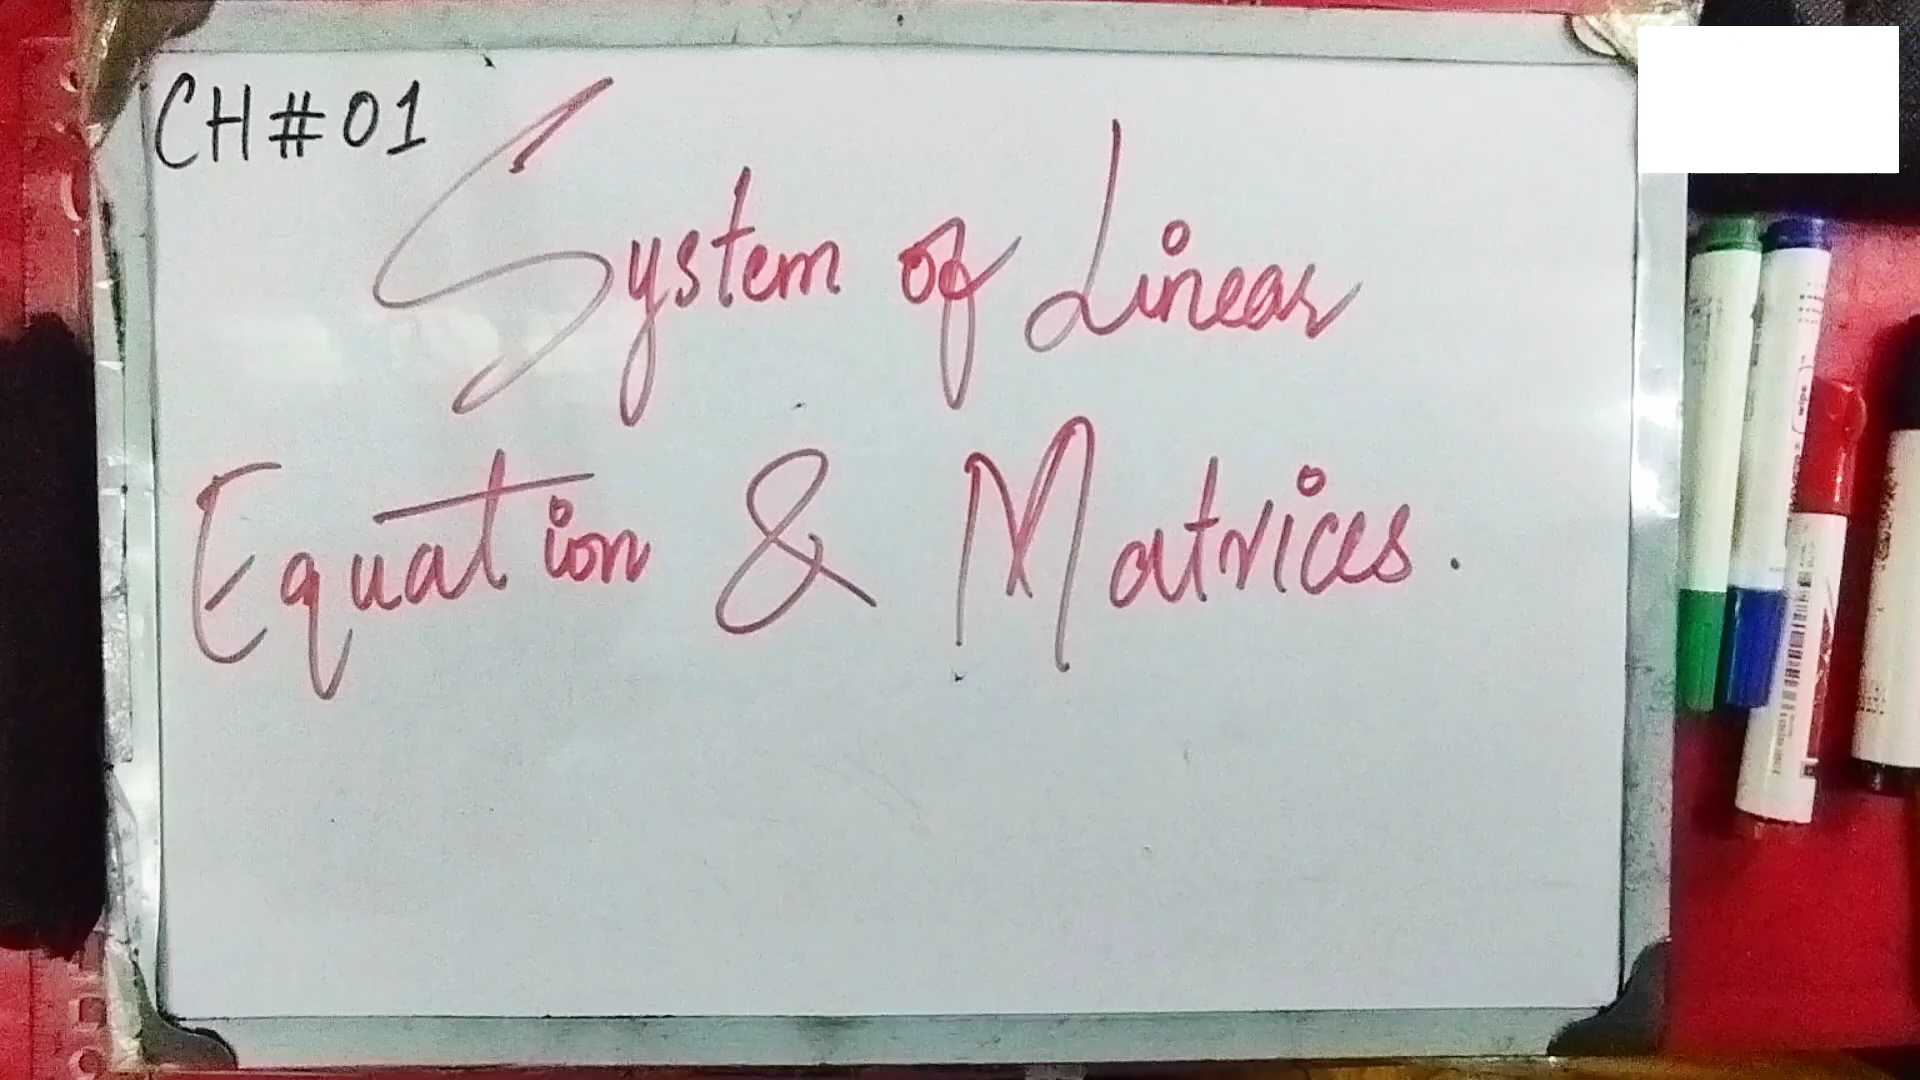 CH#01
System of Linear
Equation & Matrices.